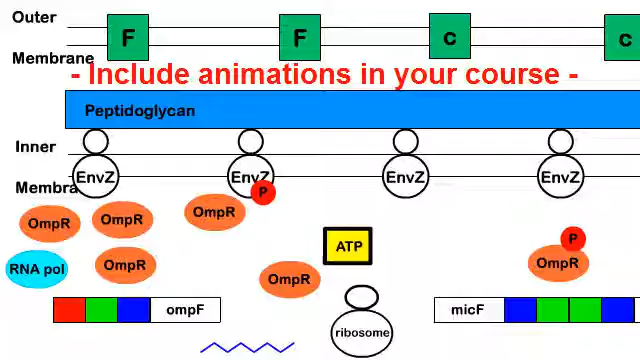 Outer
F F c c
Membrane
- Include animations in your course -
Peptidoglycan
Inner
EnvZ EnvZ EnvZ EnvZ
Membra
P
OmpR OmpR OmpR
P
ATP
RNA pol OmpR OmpR OmpR
ompF micF
ribosome